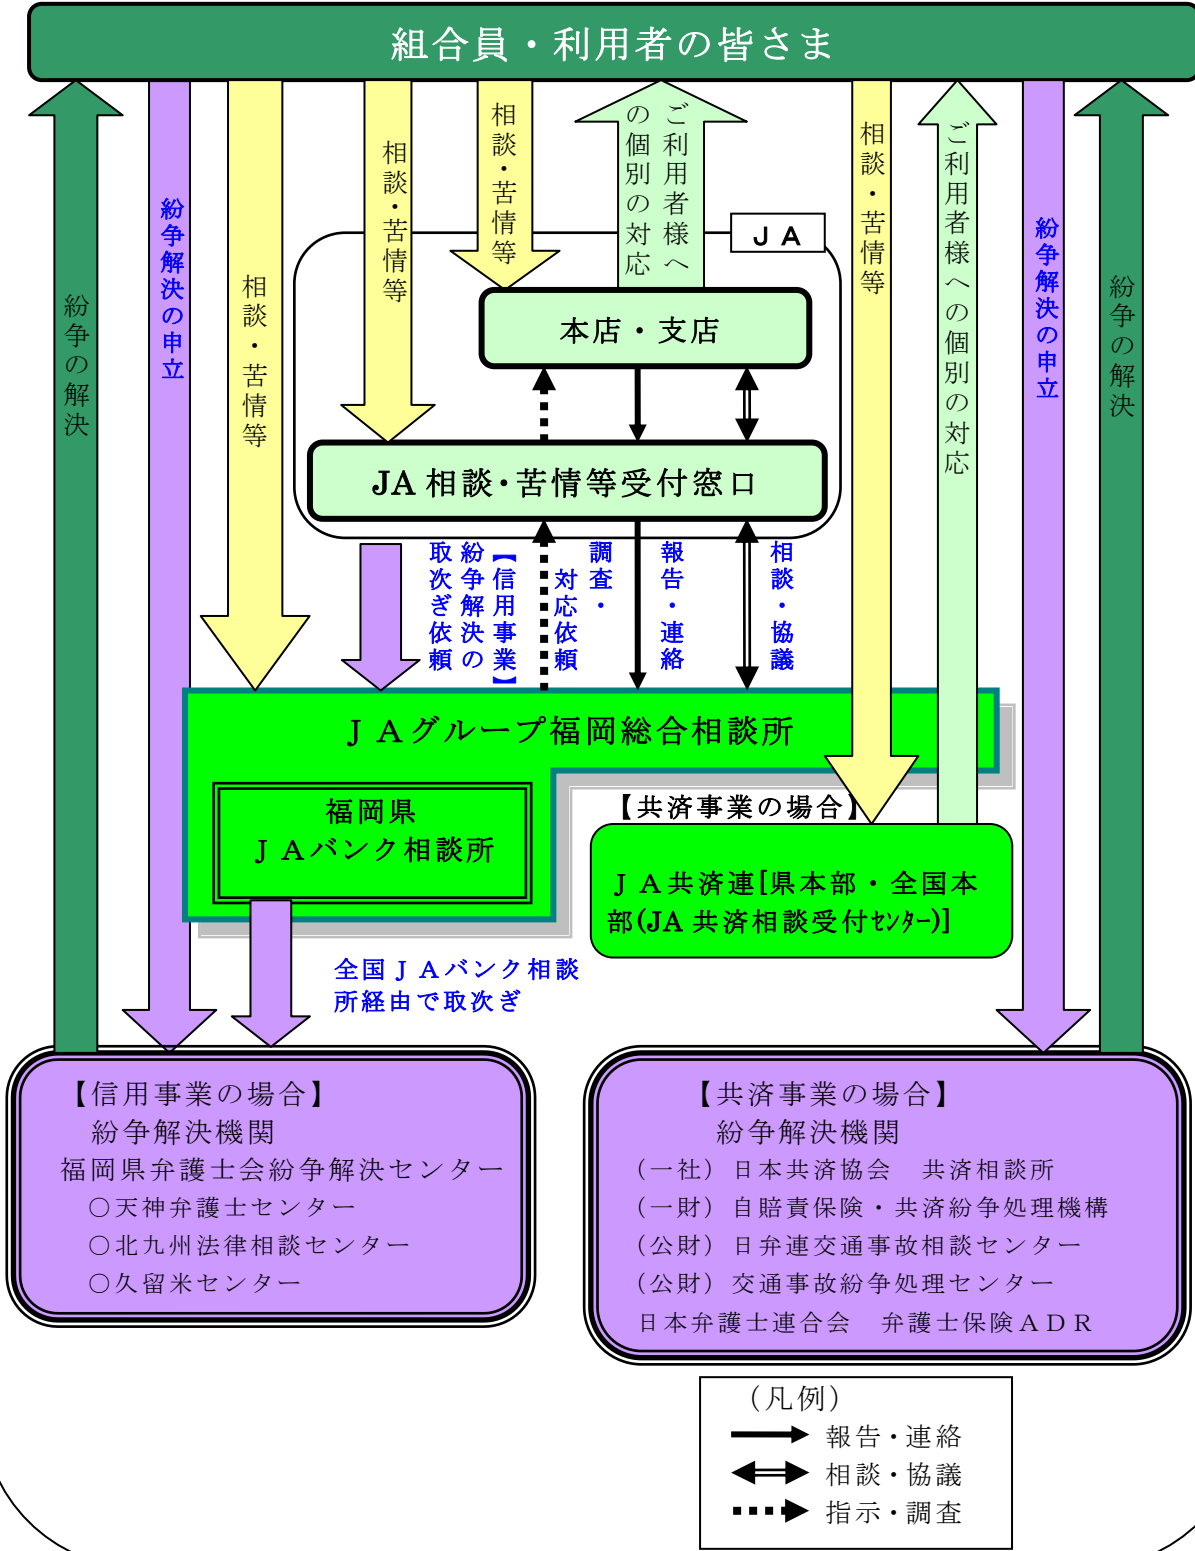 組合員・利用者の皆さま
紛争の解決
紛争解決の申立
相談・苦情等
相談・苦情等
相談・苦情等
ご利用者様へ
の個別の対応
相談・苦情等
ご利用者様への個別の対応
紛争解決の申立
紛争の解決
ＪＡ
本店・支店
JA 相談・苦情等受付窓口
【信用事業】
紛争解決の
取次ぎ依頼
調査・
対応依頼
報告・連絡
相談・協議
ＪＡグループ福岡総合相談所
福岡県
ＪＡバンク相談所
【共済事業の場合】
ＪＡ共済連[県本部・全国本
部(JA 共済相談受付ｾﾝﾀｰ)]
全国ＪＡバンク相談
所経由で取次ぎ
【信用事業の場合】
紛争解決機関
福岡県弁護士会紛争解決センター
○天神弁護士センター
○北九州法律相談センター
○久留米センター
【共済事業の場合】
紛争解決機関
（一社）日本共済協会　共済相談所
（一財）自賠責保険・共済紛争処理機構
（公財）日弁連交通事故相談センター
（公財）交通事故紛争処理センター
日本弁護士連合会　弁護士保険ＡＤＲ
（凡例）
報告・連絡
相談・協議
指示・調査